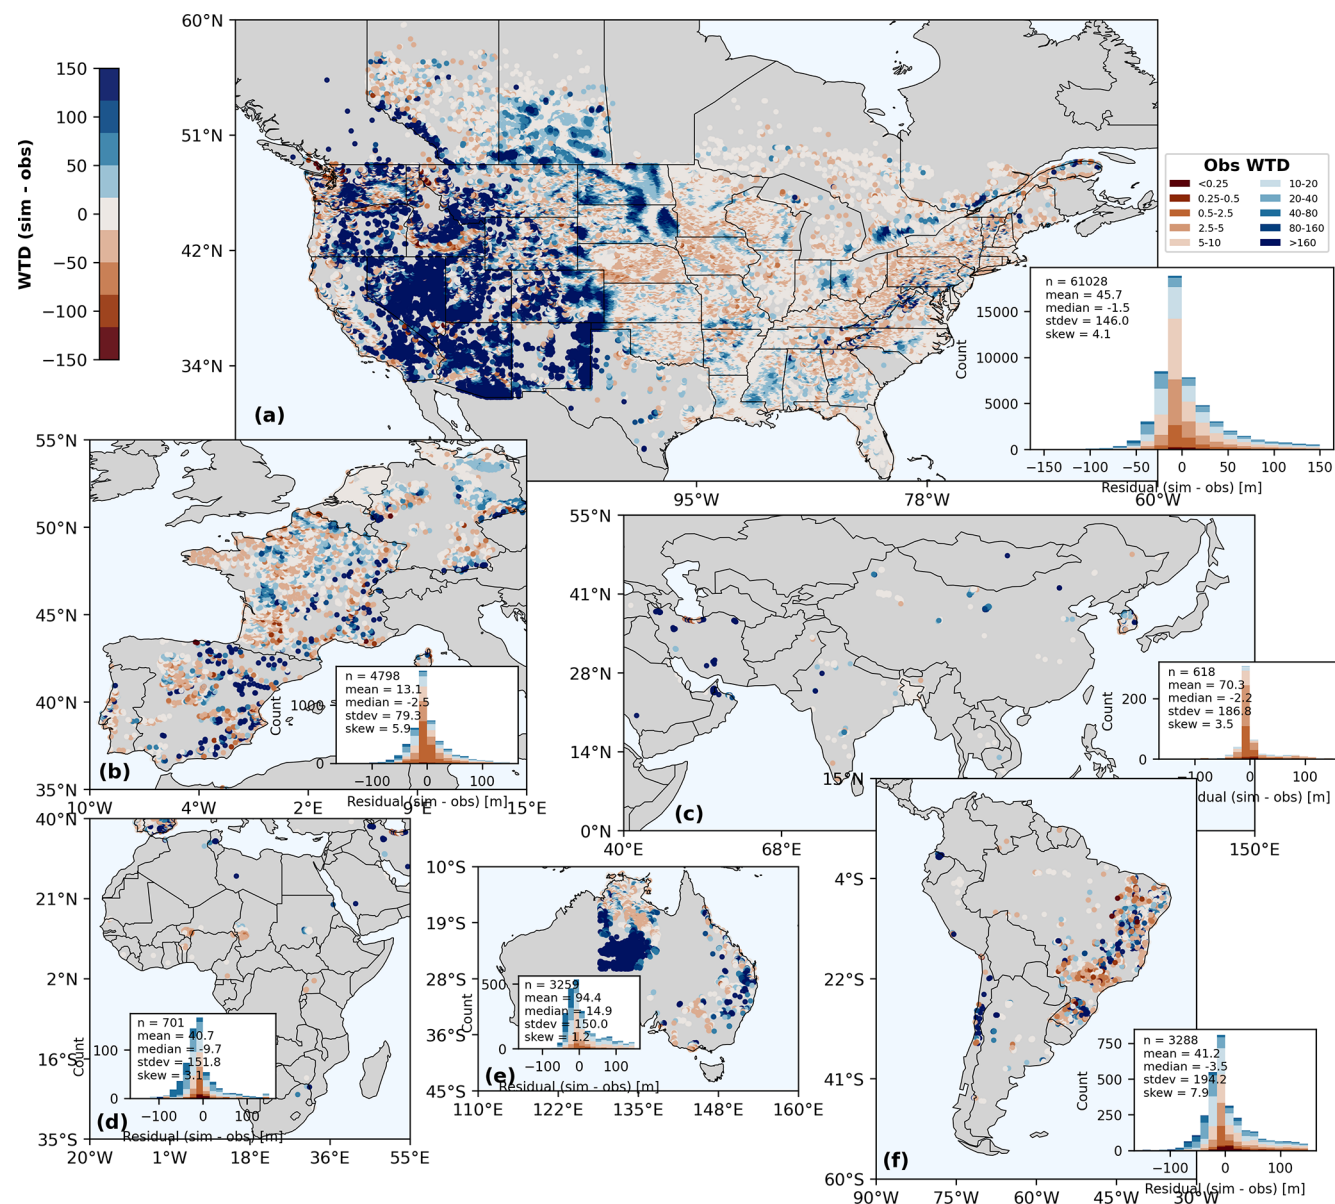 60°N
51°N
42°N
34°N
95°W
78°W
60°W
WTD (sim - obs)
150
100
50
0
−50
−100
−150
(a)
Obs WTD
<0.25
0.25-0.5
0.5-2.5
2.5-5
5-10
10-20
20-40
40-80
80-160
>160
n = 61028
mean = 45.7
median = -1.5
stdev = 146.0
skew = 4.1
Count
15000
10000
5000
0
−150
−100
−50
0
50
100
150
Residual (sim - obs) [m]
55°N
50°N
45°N
40°N
35°N
10°W
4°W
2°E
9°E
15°E
(b)
n = 4798
mean = 13.1
median = -2.5
stdev = 79.3
skew = 5.9
Count
1000
0
−100
0
100
Residual (sim - obs) [m]
55°N
41°N
28°N
14°N
0°N
40°E
68°E
150°E
(c)
n = 618
mean = 70.3
median = -2.2
stdev = 186.8
skew = 3.5
Count
200
0
−100
0
100
dual (sim - obs) [m]
40°N
21°N
2°N
16°S
35°S
20°W
1°W
18°E
36°E
55°E
(d)
n = 701
mean = 40.7
median = -9.7
stdev = 151.8
skew = 3.1
Count
100
0
−100
0
100
Residual (sim - obs) [m]
10°S
19°S
28°S
36°S
45°S
110°E
122°E
135°E
148°E
160°E
(e)
n = 3259
mean = 94.4
median = 14.9
stdev = 150.0
skew = 1.2
Count
500
0
−100
0
100
Residual (sim - obs) [m]
15°N
4°S
22°S
41°S
60°S
90°W
75°W
60°W
45°W
30°W
(f)
n = 3288
mean = 41.2
median = -3.5
stdev = 194.2
skew = 7.9
Count
750
500
250
0
−100
0
100
Residual (sim - obs) [m]